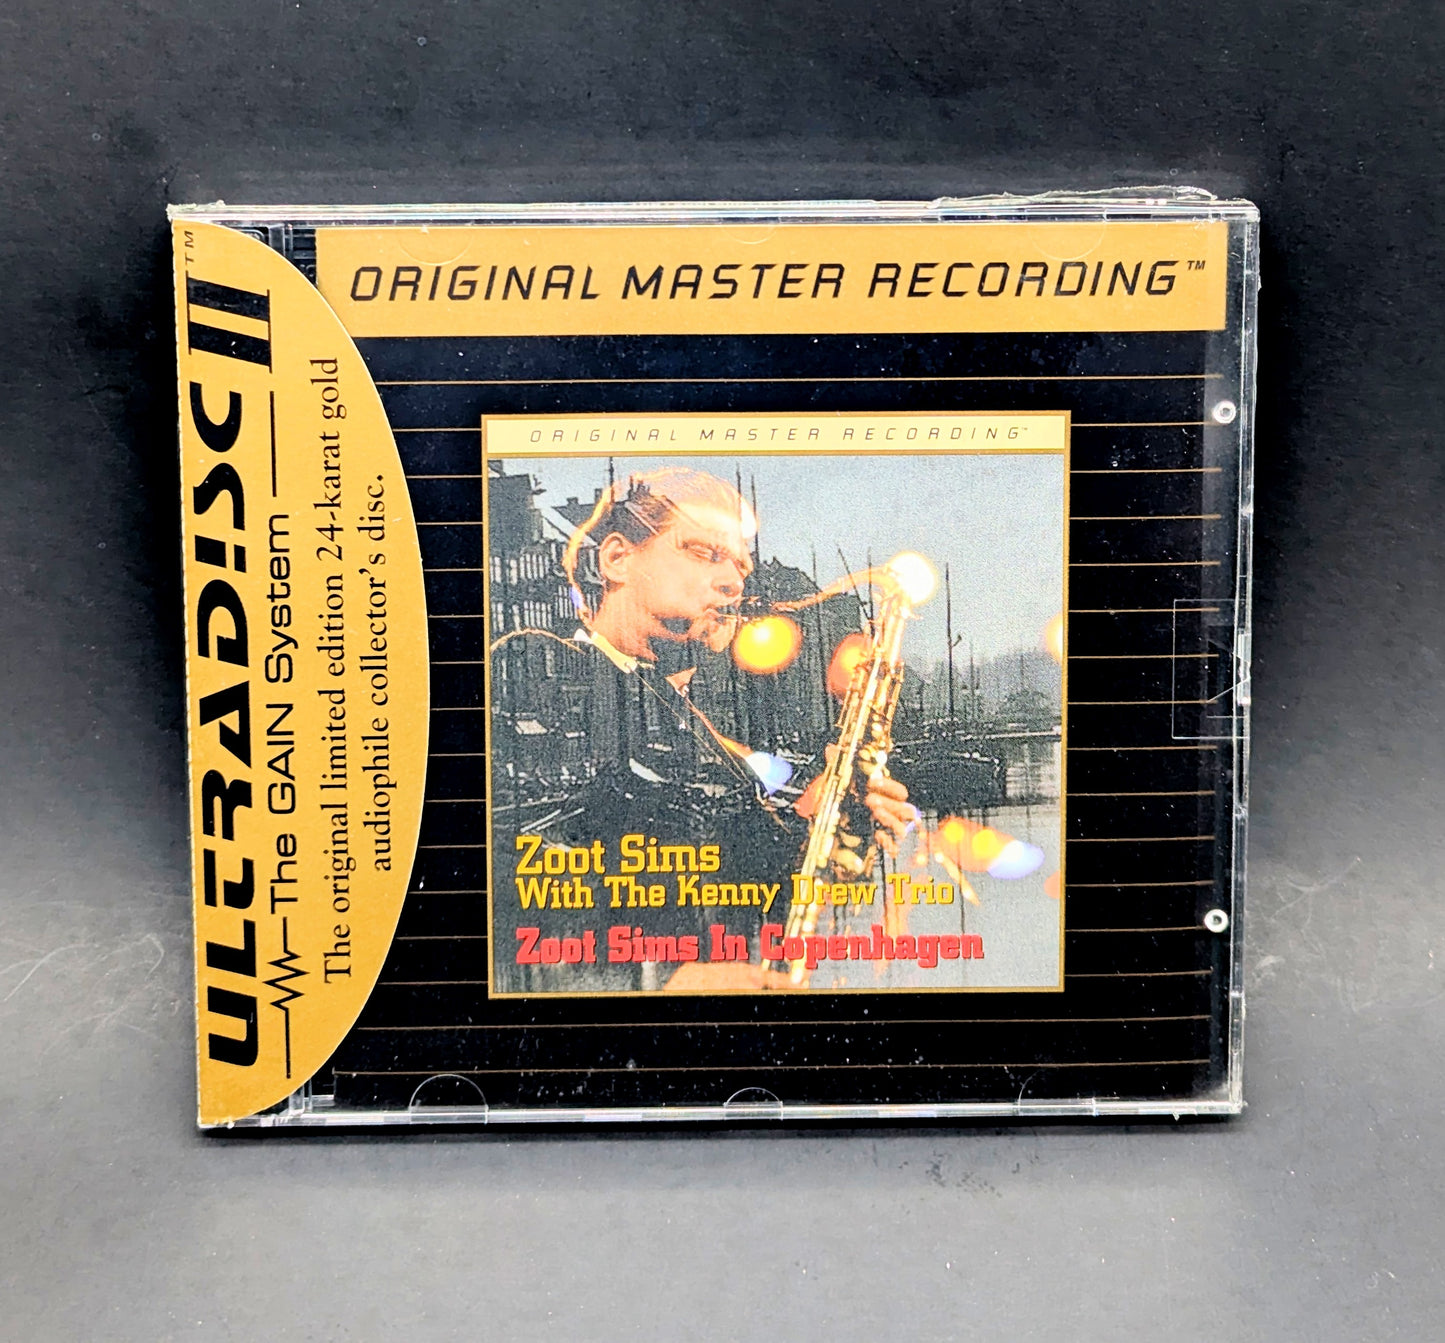 ORIGINAL MASTER RECORDING™
ULTRADISC II™
The GAIN System
The original limited edition 24-karat gold
audiophile collector's disc.
ORIGINAL MASTER RECORDING™
Zoot Sims
With The Kenny Drew Trio
Zoot Sims In Copenhagen